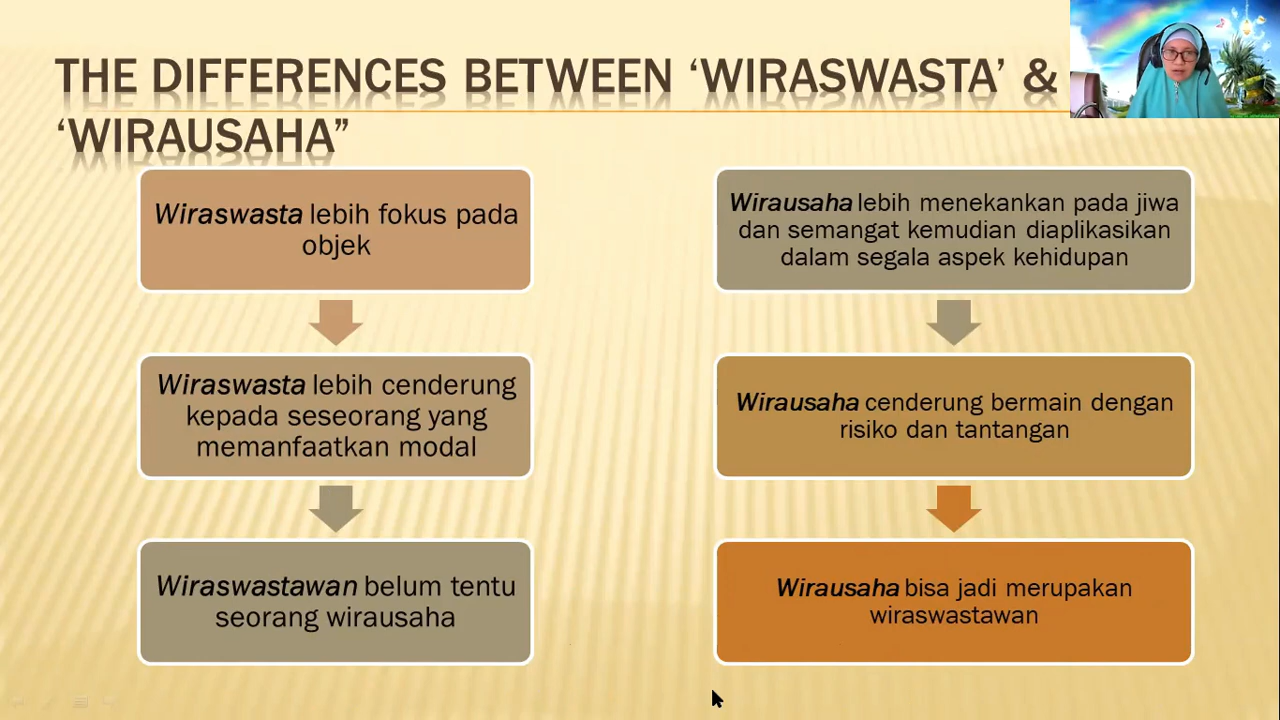 THE DIFFERENCES BETWEEN ‘WIRASWASTA’ &
‘WIRAUSAHA”
Wiraswasta lebih fokus pada
objek
Wiraswasta lebih cenderung
kepada seseorang yang
memanfaatkan modal
Wiraswastawan belum tentu
seorang wirausaha
Wirausaha lebih menekankan pada jiwa
dan semangat kemudian diaplikasikan
dalam segala aspek kehidupan
Wirausaha cenderung bermain dengan
risiko dan tantangan
Wirausaha bisa jadi merupakan
wiraswastawan